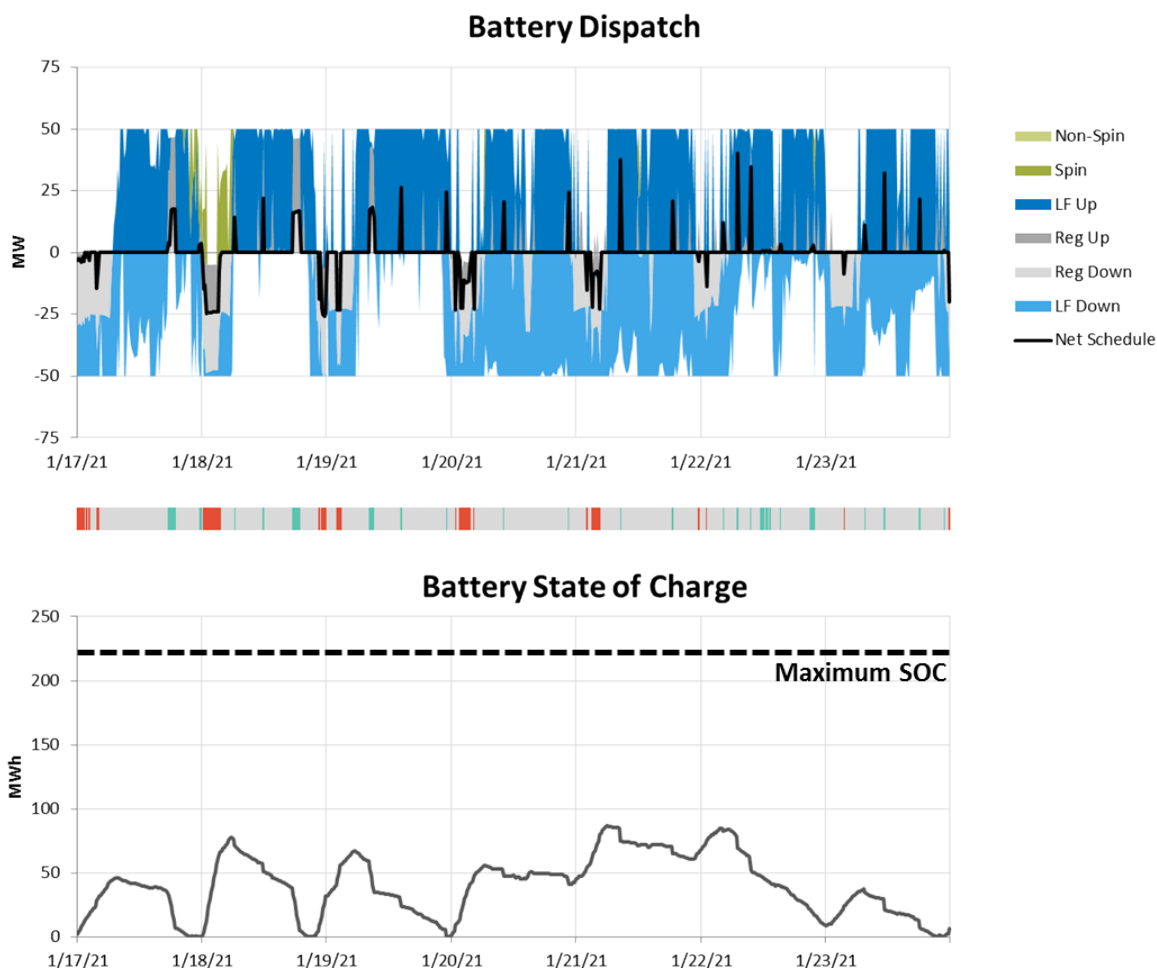 Battery Dispatch
75
50
25
0
-25
-50
-75
MW
1/17/21 1/18/21 1/19/21 1/20/21 1/21/21 1/22/21 1/23/21
Non-Spin
Spin
LF Up
Reg Up
Reg Down
LF Down
Net Schedule
Battery State of Charge
250
200
150
100
50
0
MWh
Maximum SOC
1/17/21 1/18/21 1/19/21 1/20/21 1/21/21 1/22/21 1/23/21